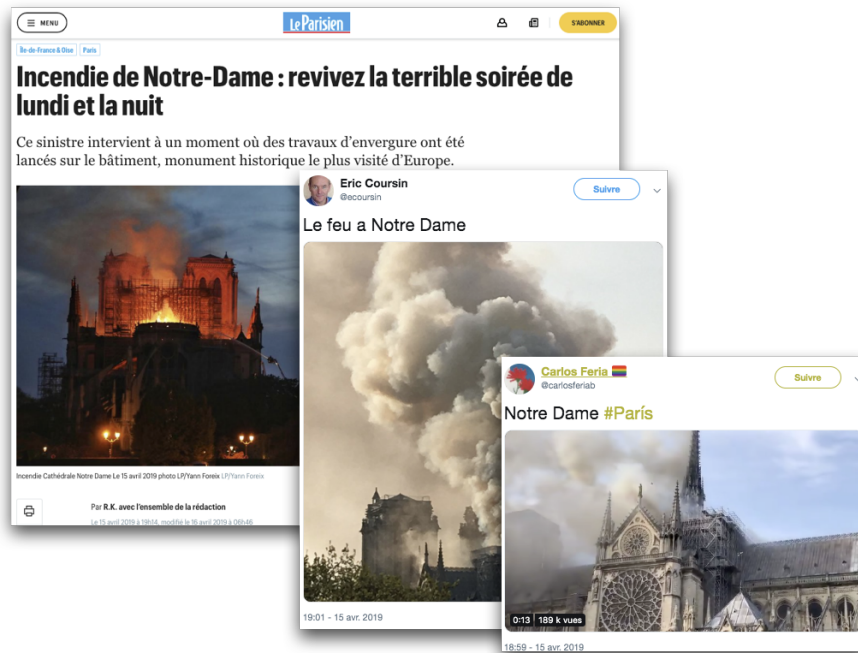 MENU
Le Parisien
S'ABONNER
Île-de-France & Oise
Paris
Incendie de Notre-Dame : revivez la terrible soirée de
lundi et la nuit
Ce sinistre intervient à un moment où des travaux d'envergure ont été
lancés sur le bâtiment, monument historique le plus visité d'Europe.
Incendie Cathédrale Notre Dame Le 15 avril 2019 photo LP/Yann Foreix LP/Yann Foreix
Par R.K. avec l'ensemble de la rédaction
Le 15 avril 2019 à 19h14, modifié le 16 avril 2019 à 06h46
Eric Coursin
@ecoursin
Suivre
Le feu a Notre Dame
19:01 - 15 avr. 2019
Carlos Feria
@carlosferiab
Suivre
Notre Dame #París
0:13 189 k vues
18:59 - 15 avr. 2019